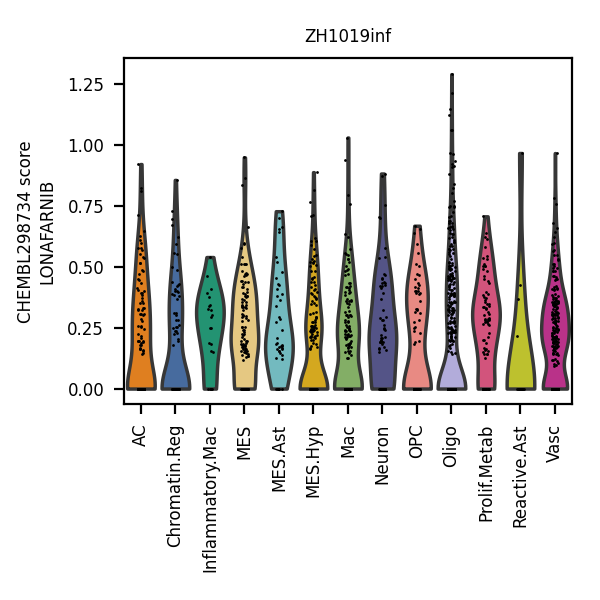 ZH1019inf
CHEMBL298734 score
LONAFARNIB
1.25
1.00
0.75
0.50
0.25
0.00
AC
Chromatin.Reg
Inflammatory.Mac
MES
MES.Ast
MES.Hyp
Mac
Neuron
OPC
Oligo
Prolif.Metab
Reactive.Ast
Vasc